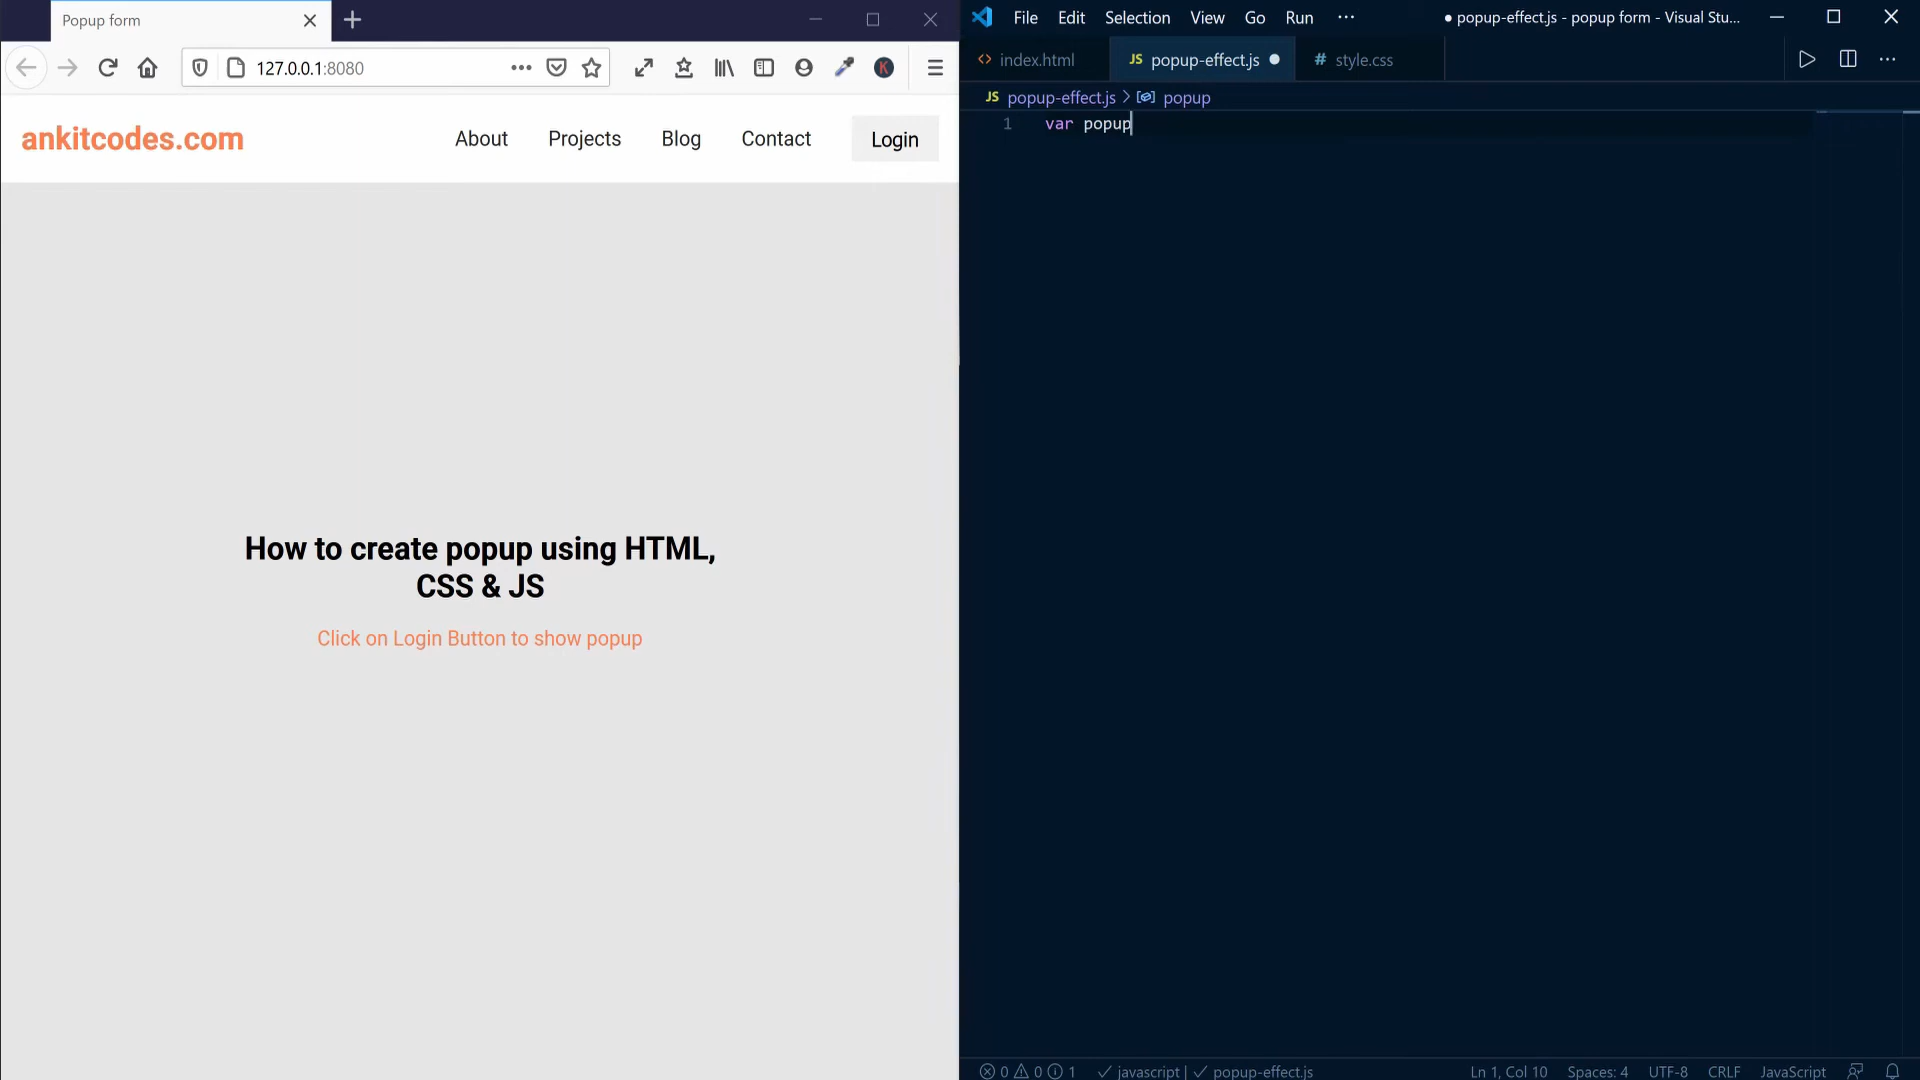 Popup form
127.0.0.1:8080
ankitcodes.com
About
Projects
Blog
Contact
Login
How to create popup using HTML,
CSS & JS
Click on Login Button to show popup
File Edit Selection View Go Run ···
● popup-effect.js - popup form - Visual Stu...
index.html
JS popup-effect.js
# style.css
JS popup-effect.js > popup
1 var popup
0 0 1 javascript | popup-effect.js
Ln 1, Col 10 Spaces: 4 UTF-8 CRLF JavaScript